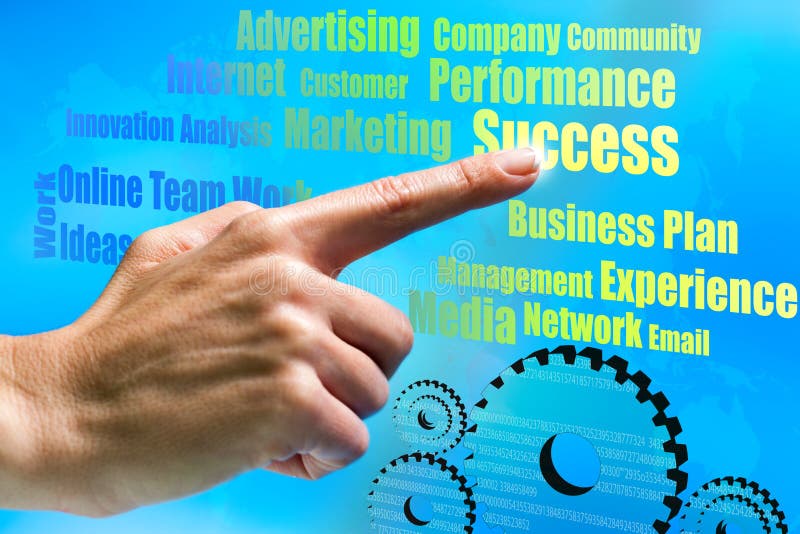 Advertising Company Community
Internet Customer Performance
Innovation Analysis Marketing Success
Work
Online Team Work
Business Plan
Ideas
Management Experience
Media Network Email